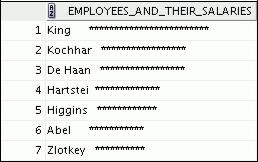 EMPLOYEES_AND_THEIR_SALARIES
1 King ************************
2 Kochhar *****************
3 De Haan *****************
4 Hartstei *************
5 Higgins ************
6 Abel ***********
7 Zlotkey **********